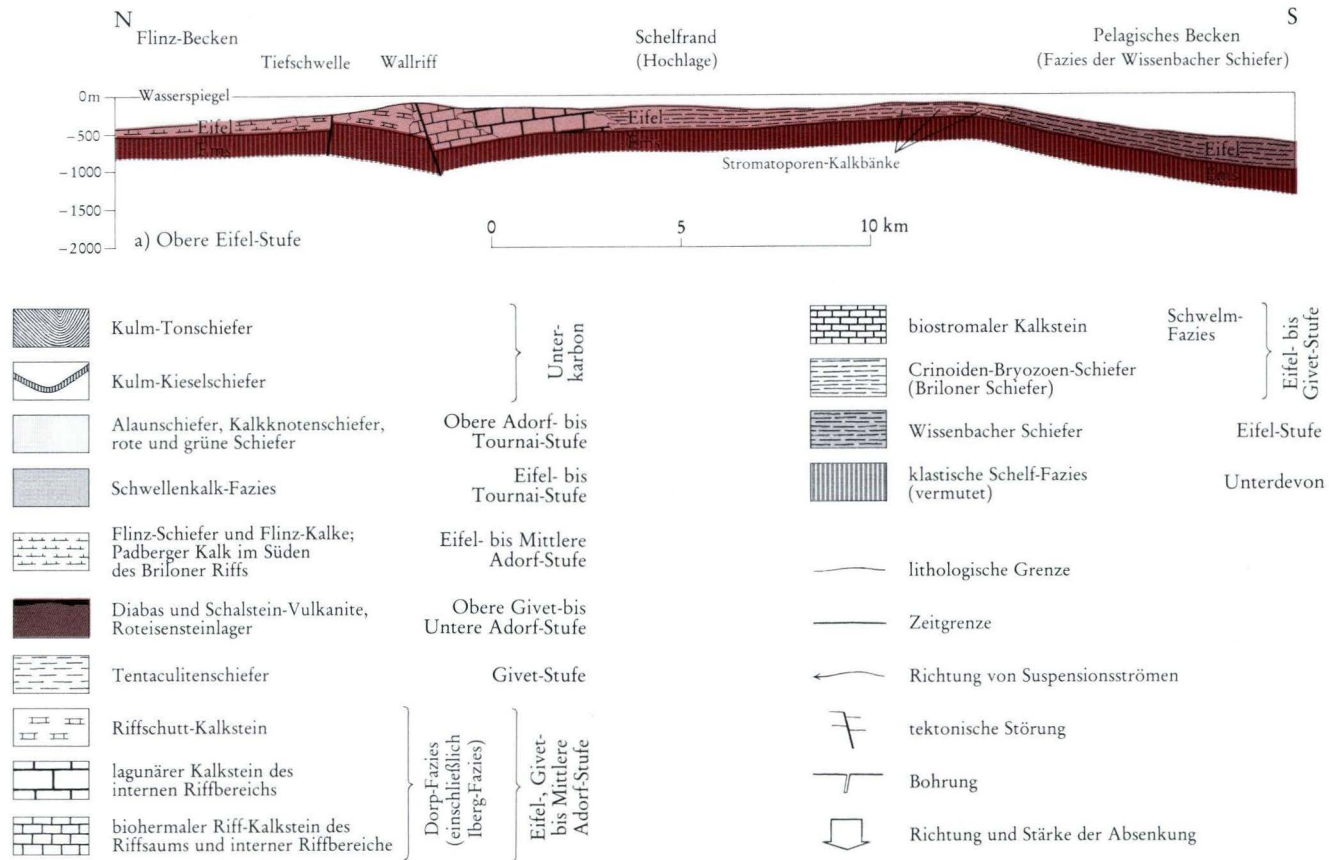 N
S
Flinz-Becken
Schelfrand
(Hochlage)
Pelagisches Becken
(Fazies der Wissenbacher Schiefer)
Tiefschwelle
Wallriff
0m
Wasserspiegel
-500
-1000
-1500
-2000
Eifel
Ems
Eifel
Ems
Eifel
Eifel
Ems
Stromatoporen-Kalkbänke
a) Obere Eifel-Stufe
0
5
10 km
Kulm-Tonschiefer
Kulm-Kieselschiefer
Unter-
karbon
Alaunschiefer, Kalkknotenschiefer,
rote und grüne Schiefer
Obere Adorf- bis
Tournai-Stufe
Schwellenkalk-Fazies
Eifel- bis
Tournai-Stufe
Flinz-Schiefer und Flinz-Kalke;
Padberger Kalk im Süden
des Briloner Riffs
Eifel- bis Mittlere
Adorf-Stufe
Diabas und Schalstein-Vulkanite,
Roteisensteinlager
Obere Givet-bis
Untere Adorf-Stufe
Tentaculitenschiefer
Givet-Stufe
Riffschutt-Kalkstein
lagunärer Kalkstein des
internen Riffbereichs
biohermaler Riff-Kalkstein des
Riffsaums und interner Riffbereiche
Dorp-Fazies
(einschließlich
Iberg-Fazies)
Eifel-, Givet-
bis Mittlere
Adorf-Stufe
biostromaler Kalkstein
Schwelm-
Fazies
Crinoiden-Bryozoen-Schiefer
(Briloner Schiefer)
Eifel- bis
Givet-Stufe
Wissenbacher Schiefer
Eifel-Stufe
klastische Schelf-Fazies
(vermutet)
Unterdevon
lithologische Grenze
Zeitgrenze
Richtung von Suspensionsströmen
tektonische Störung
Bohrung
Richtung und Stärke der Absenkung